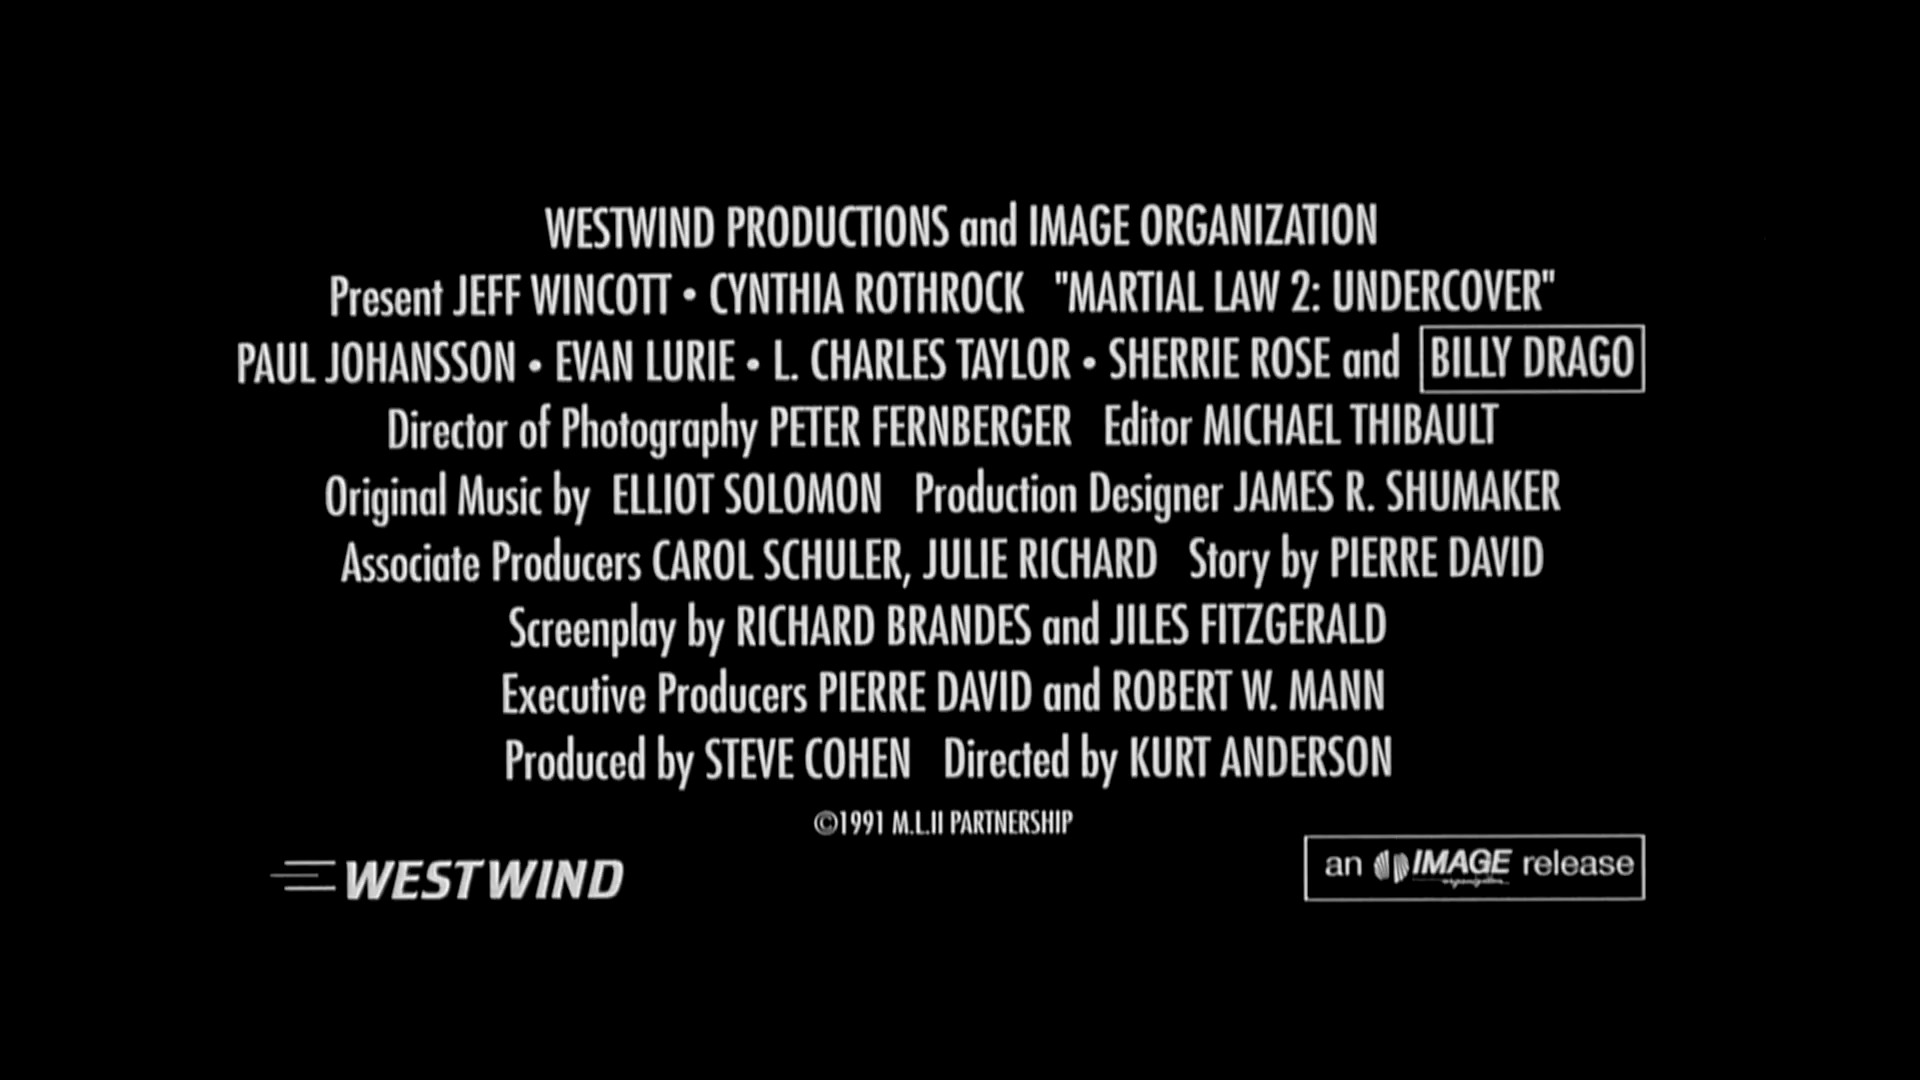 WESTWIND PRODUCTIONS and IMAGE ORGANIZATION
Present JEFF WINCOTT • CYNTHIA ROTHROCK "MARTIAL LAW 2: UNDERCOVER"
PAUL JOHANSSON • EVAN LURIE • L. CHARLES TAYLOR • SHERRIE ROSE and BILLY DRAGO
Director of Photography PETER FERNBERGER Editor MICHAEL THIBAULT
Original Music by ELLIOT SOLOMON Production Designer JAMES R. SHUMAKER
Associate Producers CAROL SCHULER, JULIE RICHARD Story by PIERRE DAVID
Screenplay by RICHARD BRANDES and JILES FITZGERALD
Executive Producers PIERRE DAVID and ROBERT W. MANN
Produced by STEVE COHEN Directed by KURT ANDERSON
©1991 M.L.II PARTNERSHIP
WESTWIND
an IMAGE organization release